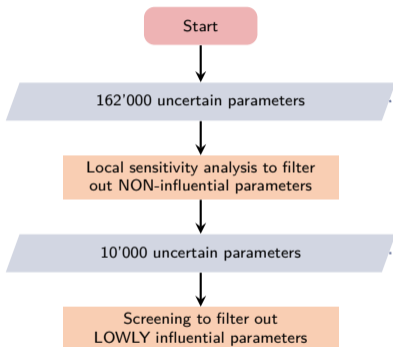 Start
162'000 uncertain parameters
Local sensitivity analysis to filter
out NON-influential parameters
10'000 uncertain parameters
Screening to filter out
LOWLY influential parameters